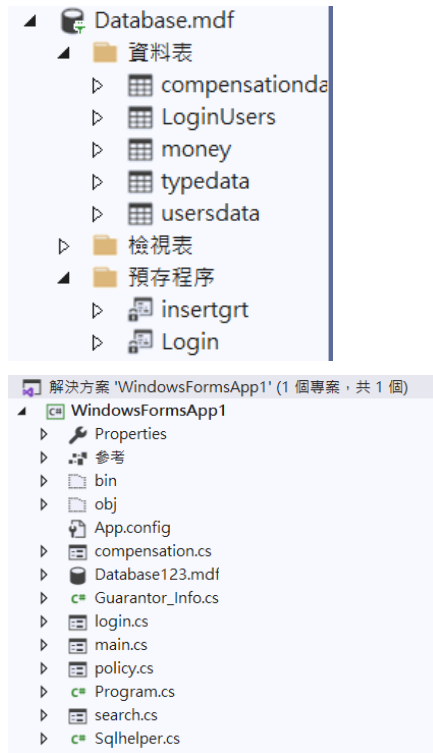 Database.mdf
資料表
compensationda
LoginUsers
money
typedata
usersdata
檢視表
預存程序
insertgrt
Login
解決方案 'WindowsFormsApp1' (1 個專案，共 1 個)
C# WindowsFormsApp1
Properties
參考
bin
obj
App.config
compensation.cs
Database123.mdf
C# Guarantor_Info.cs
login.cs
main.cs
policy.cs
C# Program.cs
search.cs
C# Sqlhelper.cs